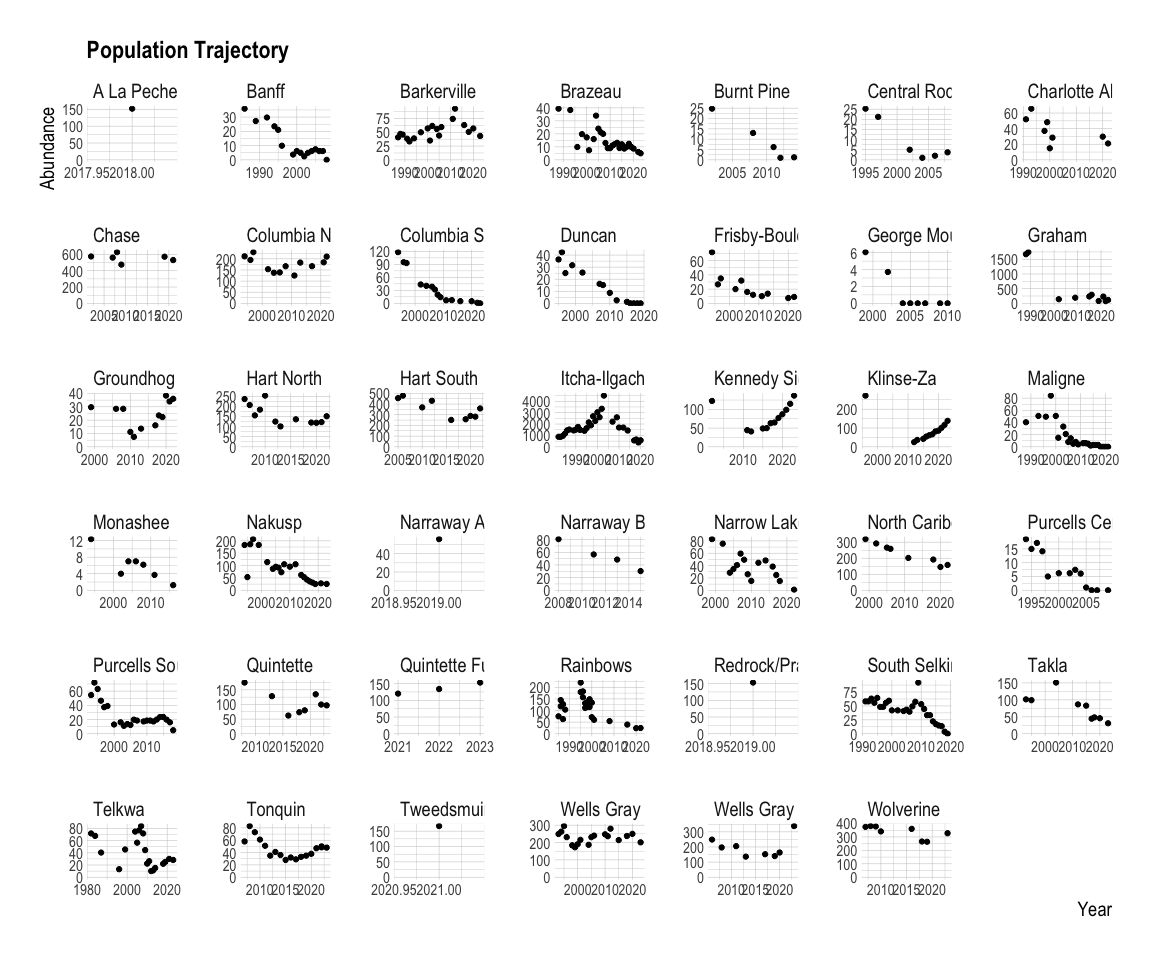 Population Trajectory
Abundance
A La Peche Banff Barkerville Brazeau Burnt Pine Central Roc Charlotte Al
150 100 50 0 30 20 10 0 75 50 25 0 40 30 20 10 0 25 20 15 10 5 0 25 20 15 10 5 0 60 40 20 0
2017.95 2018.00 1990 2000 1990 2000 2010 2020 1990 2000 2010 2020 2005 2010 1995 2000 2005 1990 2000 2010 2020
Chase Columbia N Columbia S Duncan Frisby-Boul George Mou Graham
600 400 200 0 200 150 100 50 0 120 90 60 30 0 40 30 20 10 0 60 40 20 0 6 4 2 0 1500 1000 500 0
2005 2010 2015 2020 2000 2010 2020 2000 2010 2020 2000 2010 2020 2000 2010 2020 2000 2005 2010 1990 2000 2010 2020
Groundhog Hart North Hart South Itcha-Ilgach Kennedy Si Klinse-Za Maligne
40 30 20 10 0 250 200 150 100 50 0 500 400 300 200 100 0 4000 3000 2000 1000 0 100 50 0 200 100 0 80 60 40 20 0
2000 2010 2020 2010 2015 2020 2005 2010 2015 2020 1990 2000 2010 2020 2010 2020 2000 2010 2020 1990 2000 2010 2020
Monashee Nakusp Narraway A Narraway B Narrow Lak North Carib Purcells Ce
12 8 4 0 200 150 100 50 0 40 20 0 80 60 40 20 0 80 60 40 20 0 300 200 100 0 15 10 5 0
2000 2010 2000 2010 2020 2018.95 2019.00 2008 2010 2012 2014 2000 2010 2020 2000 2010 2020 1995 2000 2005
Purcells Sou Quintette Quintette Fu Rainbows Redrock/Pra South Selki Takla
60 40 20 0 150 100 50 0 150 100 50 0 200 150 100 50 0 150 100 50 0 75 50 25 0 150 100 50 0
2000 2010 2010 2015 2020 2021 2022 2023 1990 2000 2010 2020 2018.95 2019.00 1990 2000 2010 2020 2000 2010 2020
Telkwa Tonquin Tweedsmui Wells Gray Wells Gray Wolverine
80 60 40 20 0 80 60 40 20 0 150 100 50 0 300 200 100 0 300 200 100 0 400 300 200 100 0
1980 2000 2020 2010 2015 2020 2020.95 2021.00 2000 2010 2020 2010 2015 2020 2010 2015 2020
Year